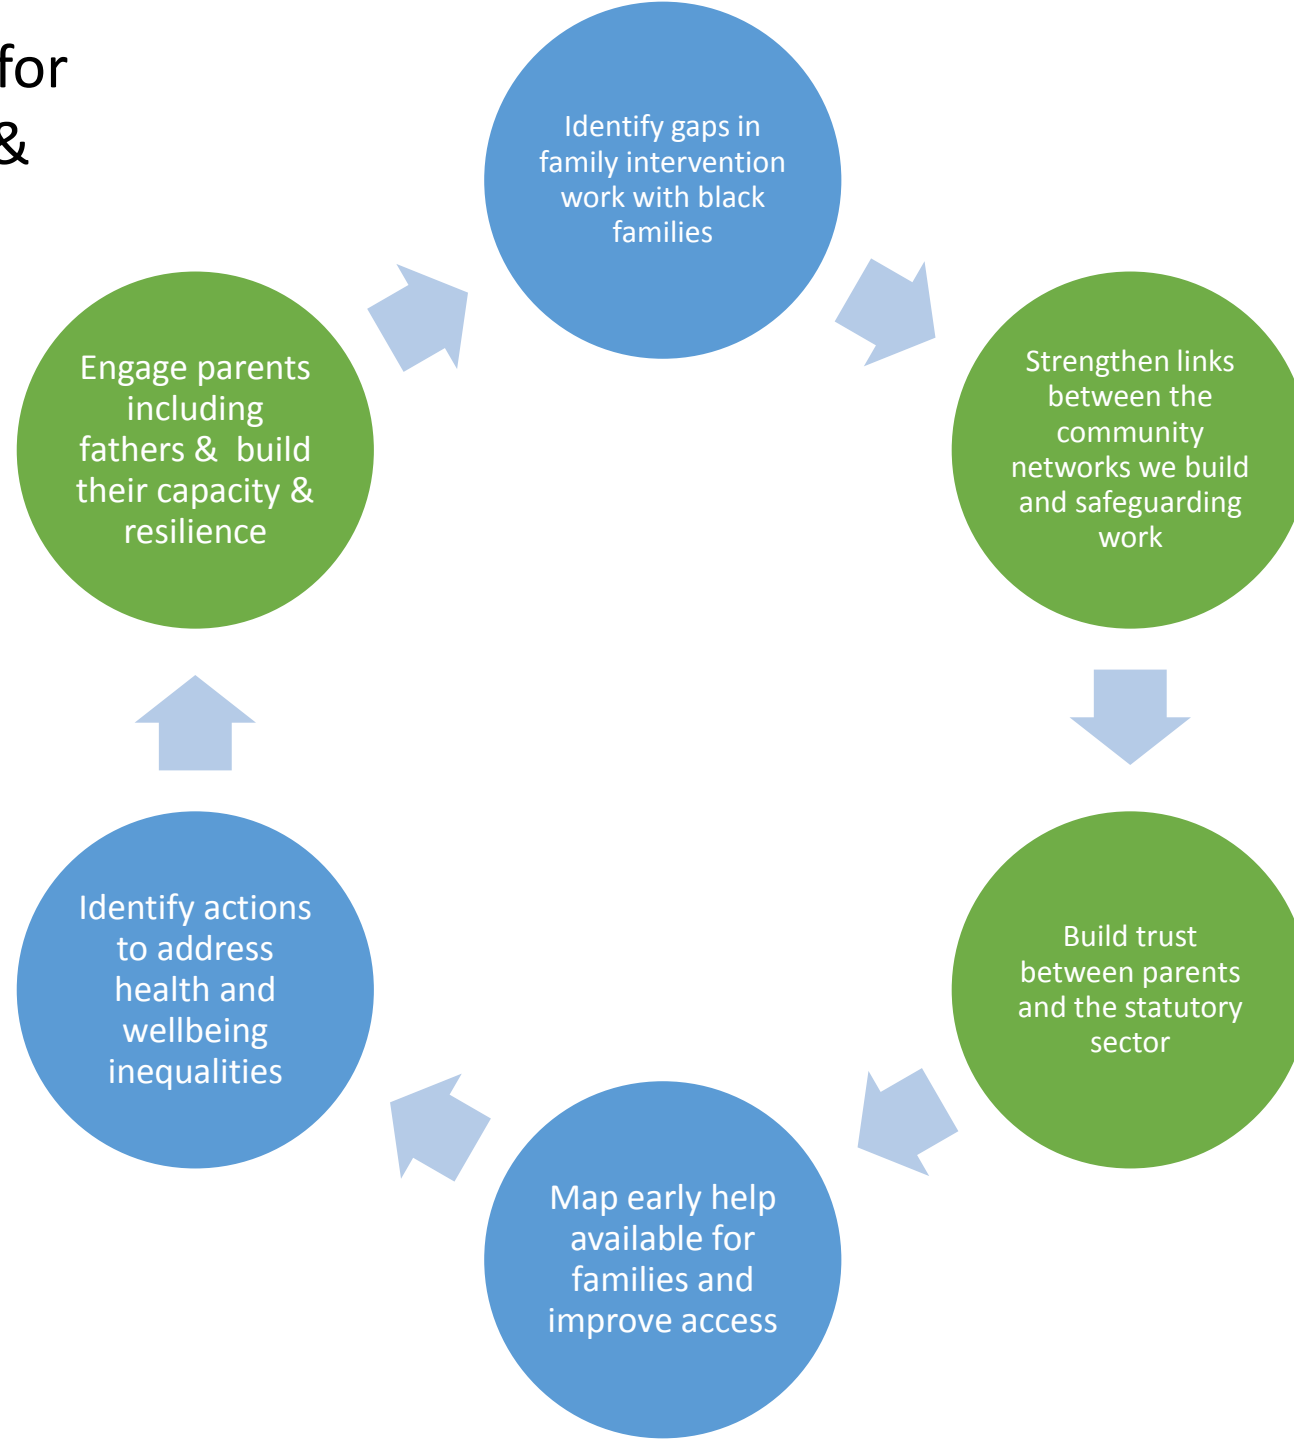 for
&
Identify gaps in
family intervention
work with black
families
Strengthen links
between the
community
networks we build
and safeguarding
work
Build trust
between parents
and the statutory
sector
Map early help
available for
families and
improve access
Identify actions
to address
health and
wellbeing
inequalities
Engage parents
including
fathers &  build
their capacity &
resilience